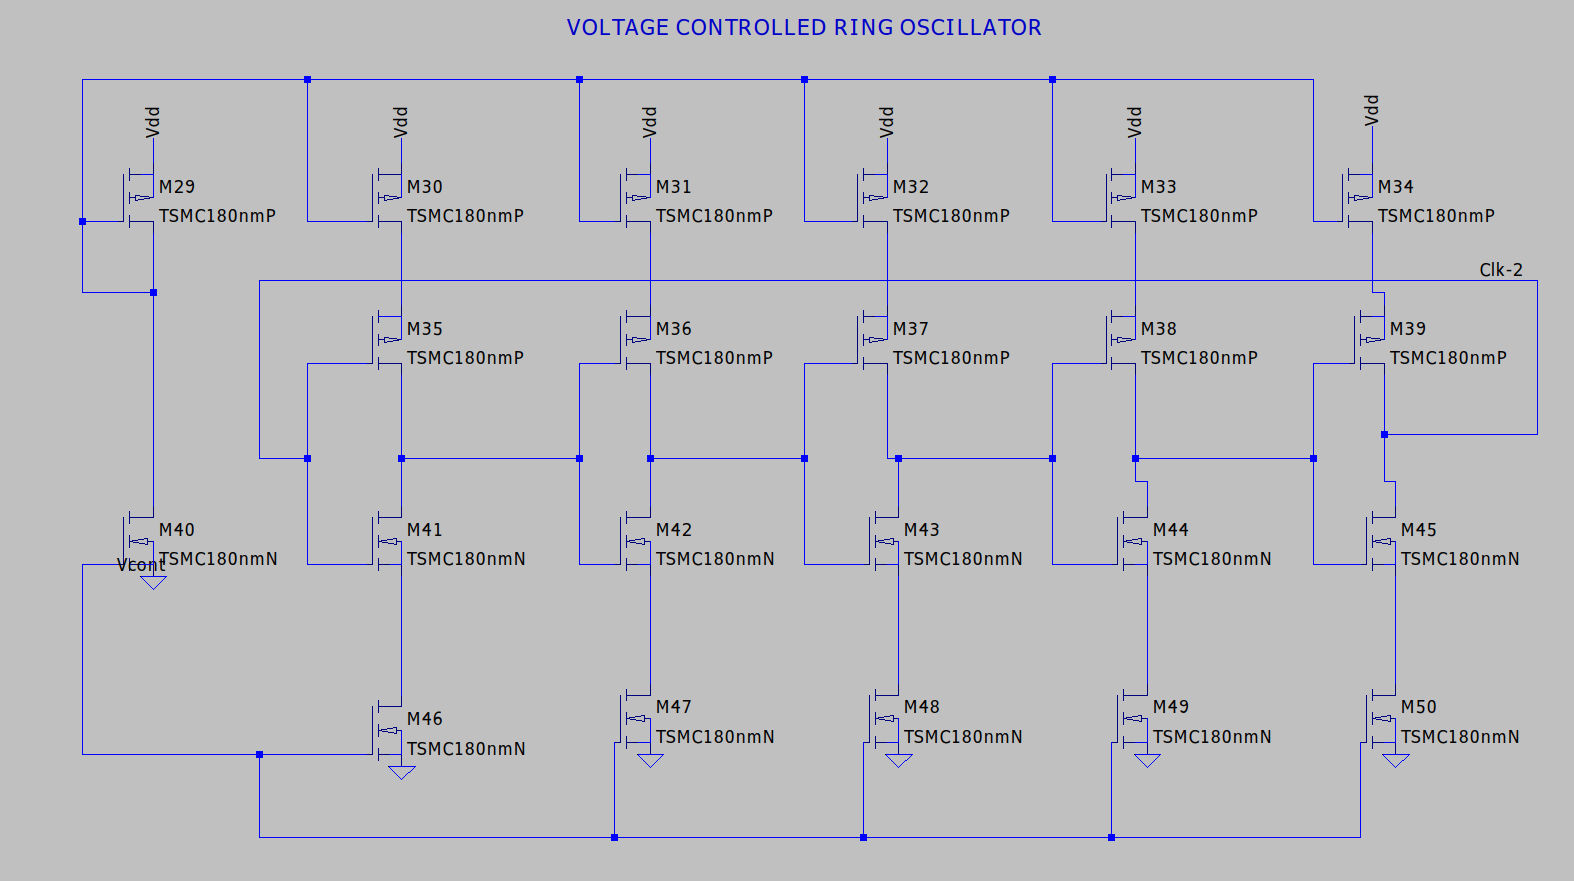 VOLTAGE CONTROLLED RING OSCILLATOR
Vdd
Vdd
Vdd
Vdd
Vdd
Vdd
M29
TSMC180nmP
M30
TSMC180nmP
M31
TSMC180nmP
M32
TSMC180nmP
M33
TSMC180nmP
M34
TSMC180nmP
Clk-2
M35
TSMC180nmP
M36
TSMC180nmP
M37
TSMC180nmP
M38
TSMC180nmP
M39
TSMC180nmP
M40
TSMC180nmN
Vcont
M41
TSMC180nmN
M42
TSMC180nmN
M43
TSMC180nmN
M44
TSMC180nmN
M45
TSMC180nmN
M46
TSMC180nmN
M47
TSMC180nmN
M48
TSMC180nmN
M49
TSMC180nmN
M50
TSMC180nmN